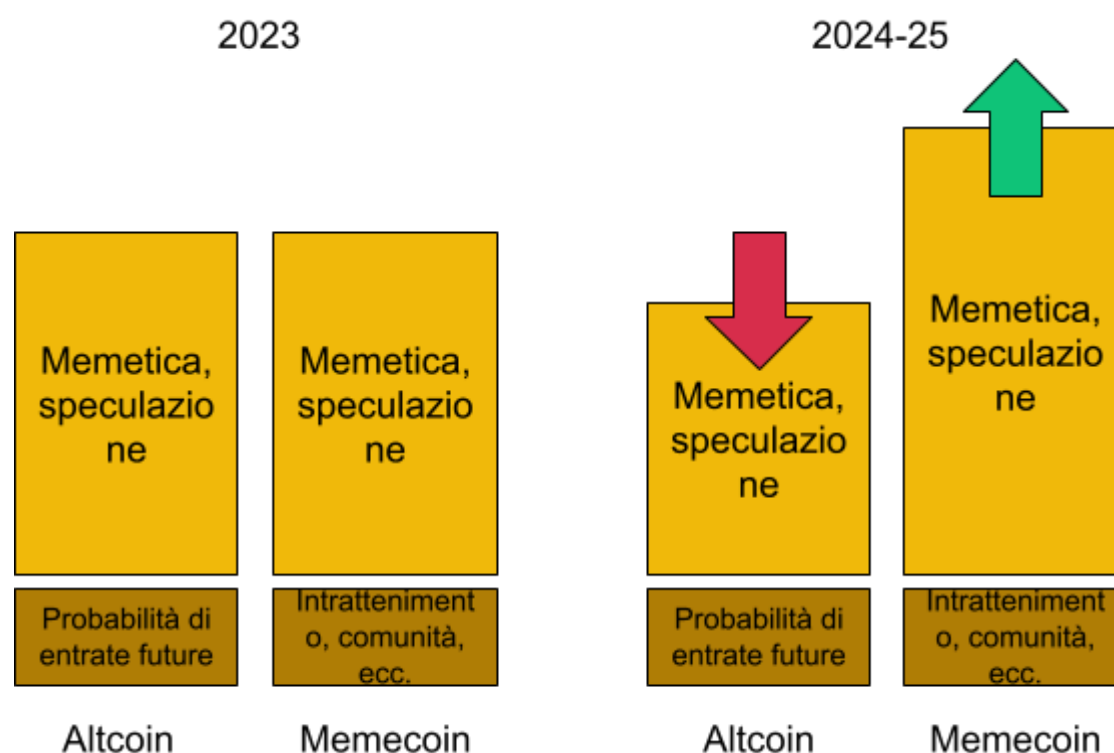 2023
2024-25
Memetica,
speculazio
ne
Memetica,
speculazio
ne
Memetica,
speculazio
ne
Memetica,
speculazio
ne
Probabilità di
entrate future
Intratteniment
o, comunità,
ecc.
Probabilità di
entrate future
Intratteniment
o, comunità,
ecc.
Altcoin
Memecoin
Altcoin
Memecoin